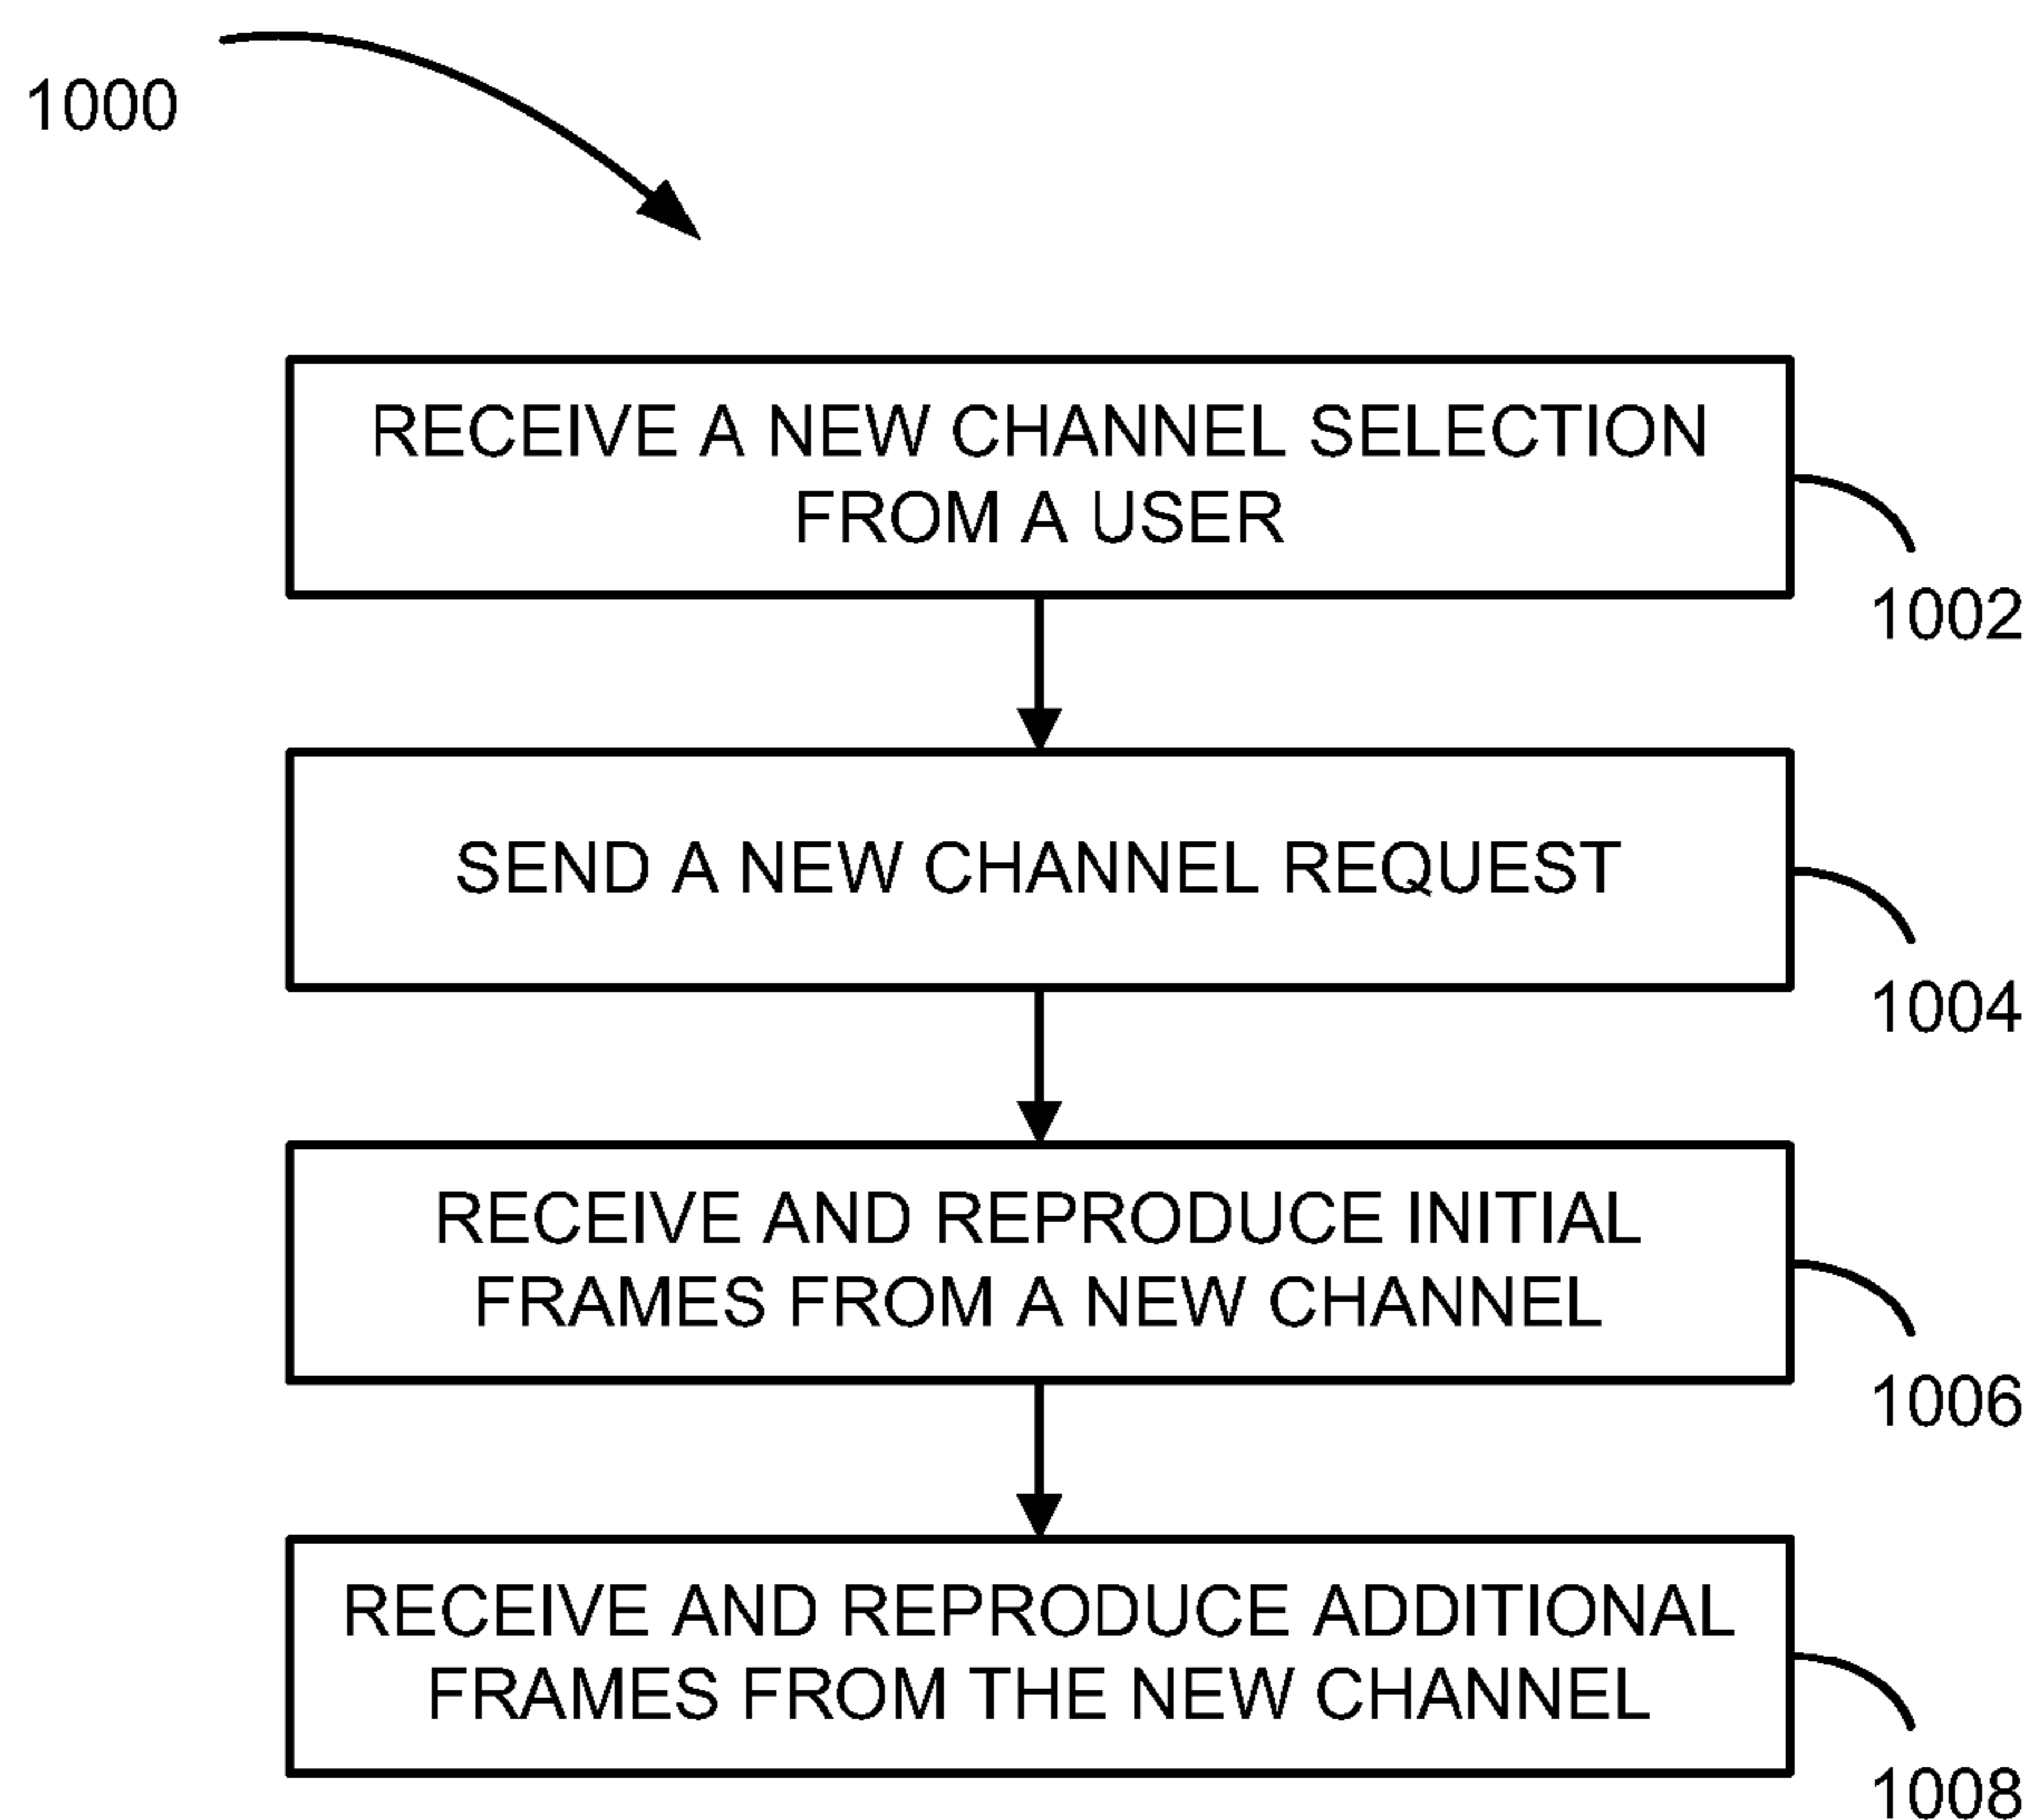 1000
RECEIVE A NEW CHANNEL SELECTION
FROM A USER
1002
SEND A NEW CHANNEL REQUEST
1004
RECEIVE AND REPRODUCE INITIAL
FRAMES FROM A NEW CHANNEL
1006
RECEIVE AND REPRODUCE ADDITIONAL
FRAMES FROM THE NEW CHANNEL
1008